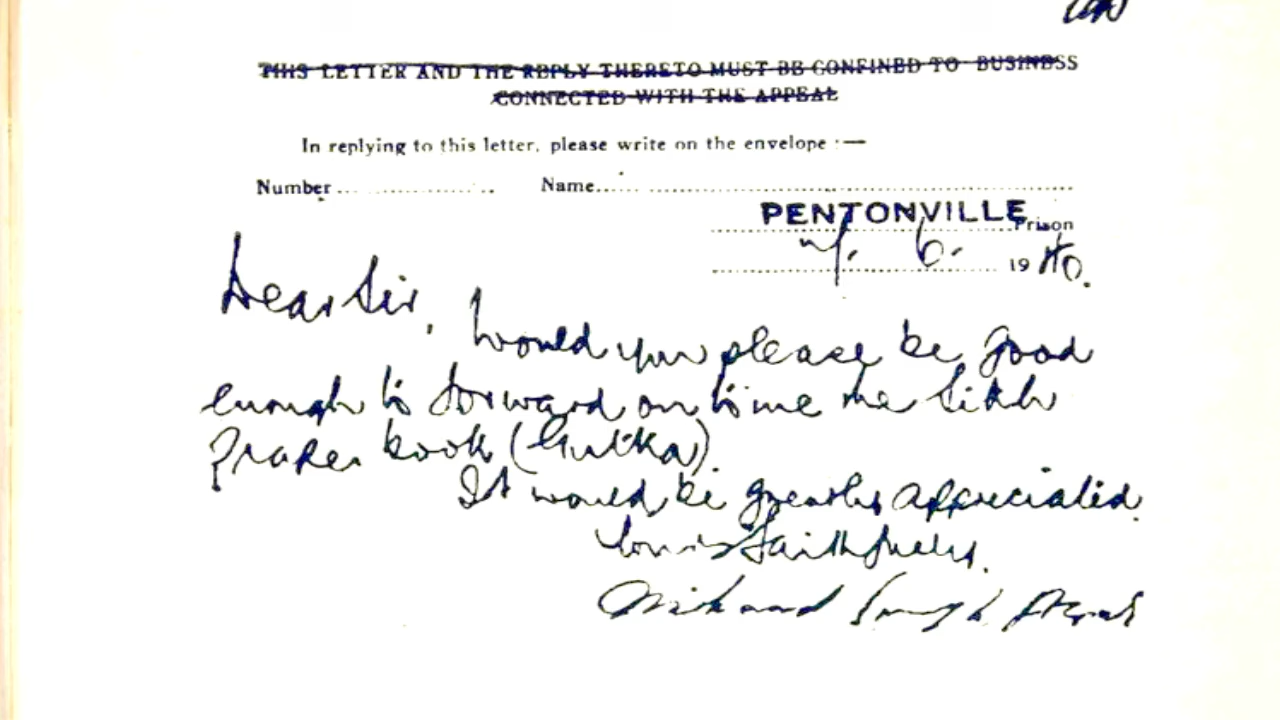 THIS LETTER AND THE REPLY THERETO MUST BE CONFINED TO BUSINESS
CONNECTED WITH THE APPEAL
In replying to this letter, please write on the envelope :—
Number Name
PENTONVILLE Prison
7. 6. 1940.
Dear Sir,
Would you please be good
enough to forward on to me the little
prayer book (Gutka)
It would be greatly appreciated.
Yours faithfully.
Singh Azad